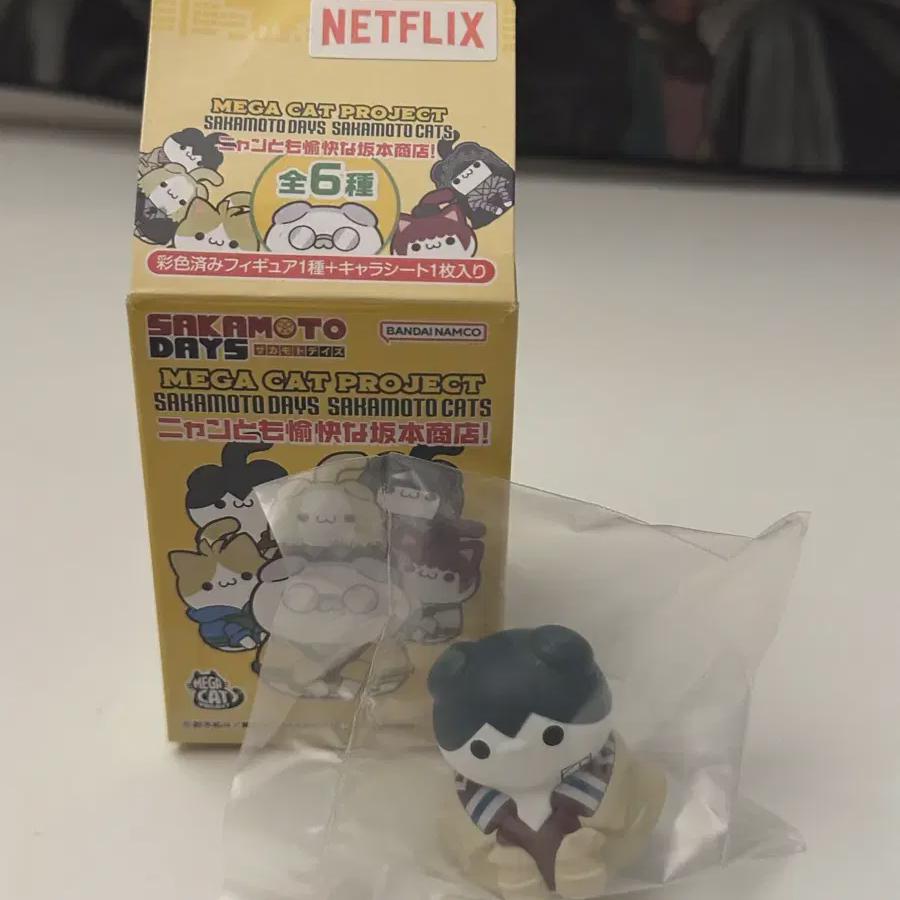 NETFLIX
MEGA CAT PROJECT
SAKAMOTO DAYS SAKAMOTO CATS
ニャンとも愉快な坂本商店!
全6種
彩色済みフィギュア1種+キャラシート1枚入り
SAKAMOTO
DAYS サカモトデイズ
BANDAI NAMCO
MEGA CAT PROJECT
SAKAMOTO DAYS SAKAMOTO CATS
ニャンとも愉快な坂本商店!
MEGA
CAT
PROJECT